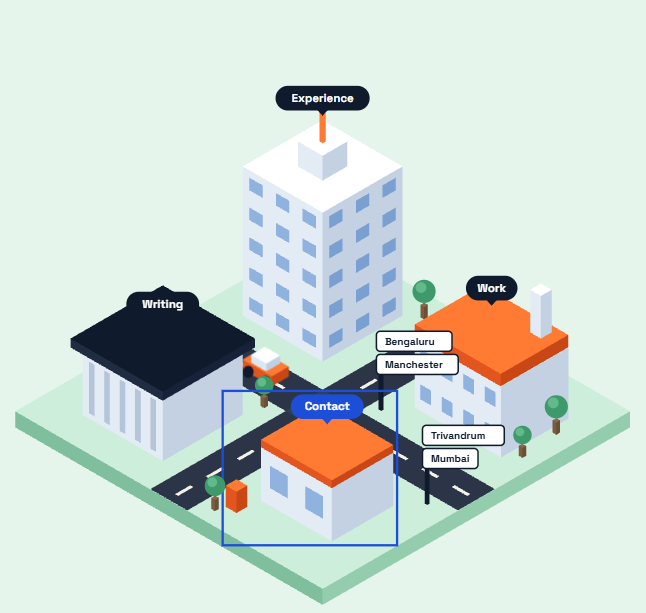 Experience
Writing
Work
Bengaluru
Manchester
Contact
Trivandrum
Mumbai